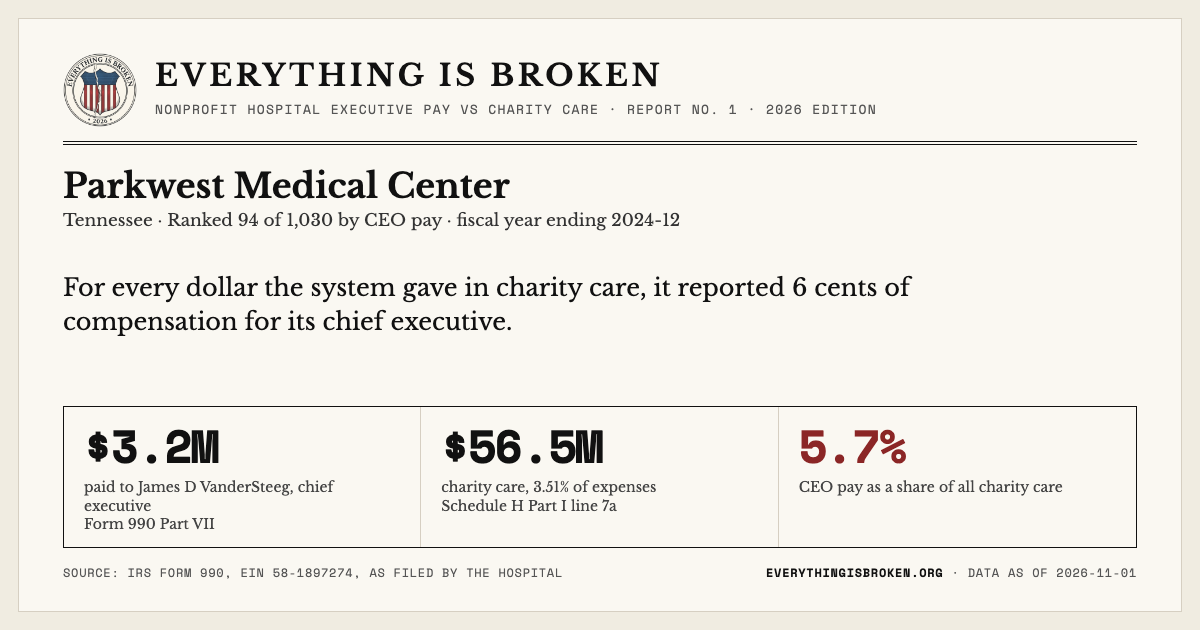 EVERYTHING IS BROKEN
2026
EVERYTHING IS BROKEN
NONPROFIT HOSPITAL EXECUTIVE PAY VS CHARITY CARE · REPORT NO. 1 · 2026 EDITION
Parkwest Medical Center
Tennessee · Ranked 94 of 1,030 by CEO pay · fiscal year ending 2024-12
For every dollar the system gave in charity care, it reported 6 cents of
compensation for its chief executive.
$3.2M
paid to James D VanderSteeg, chief
executive
Form 990 Part VII
$56.5M
charity care, 3.51% of expenses
Schedule H Part I line 7a
5.7%
CEO pay as a share of all charity care
SOURCE: IRS FORM 990, EIN 58-1897274, AS FILED BY THE HOSPITAL
EVERYTHINGISBROKEN.ORG · DATA AS OF 2026-11-01